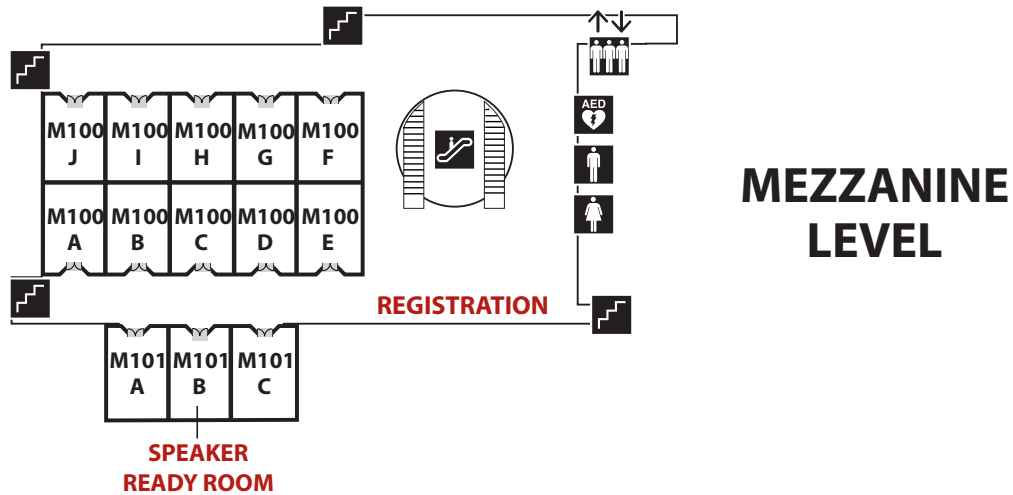 AED
M100 M100 M100 M100 M100
J I H G F
M100 M100 M100 M100 M100
A B C D E
MEZZANINE
LEVEL
REGISTRATION
M101 M101 M101
A B C
SPEAKER
READY ROOM